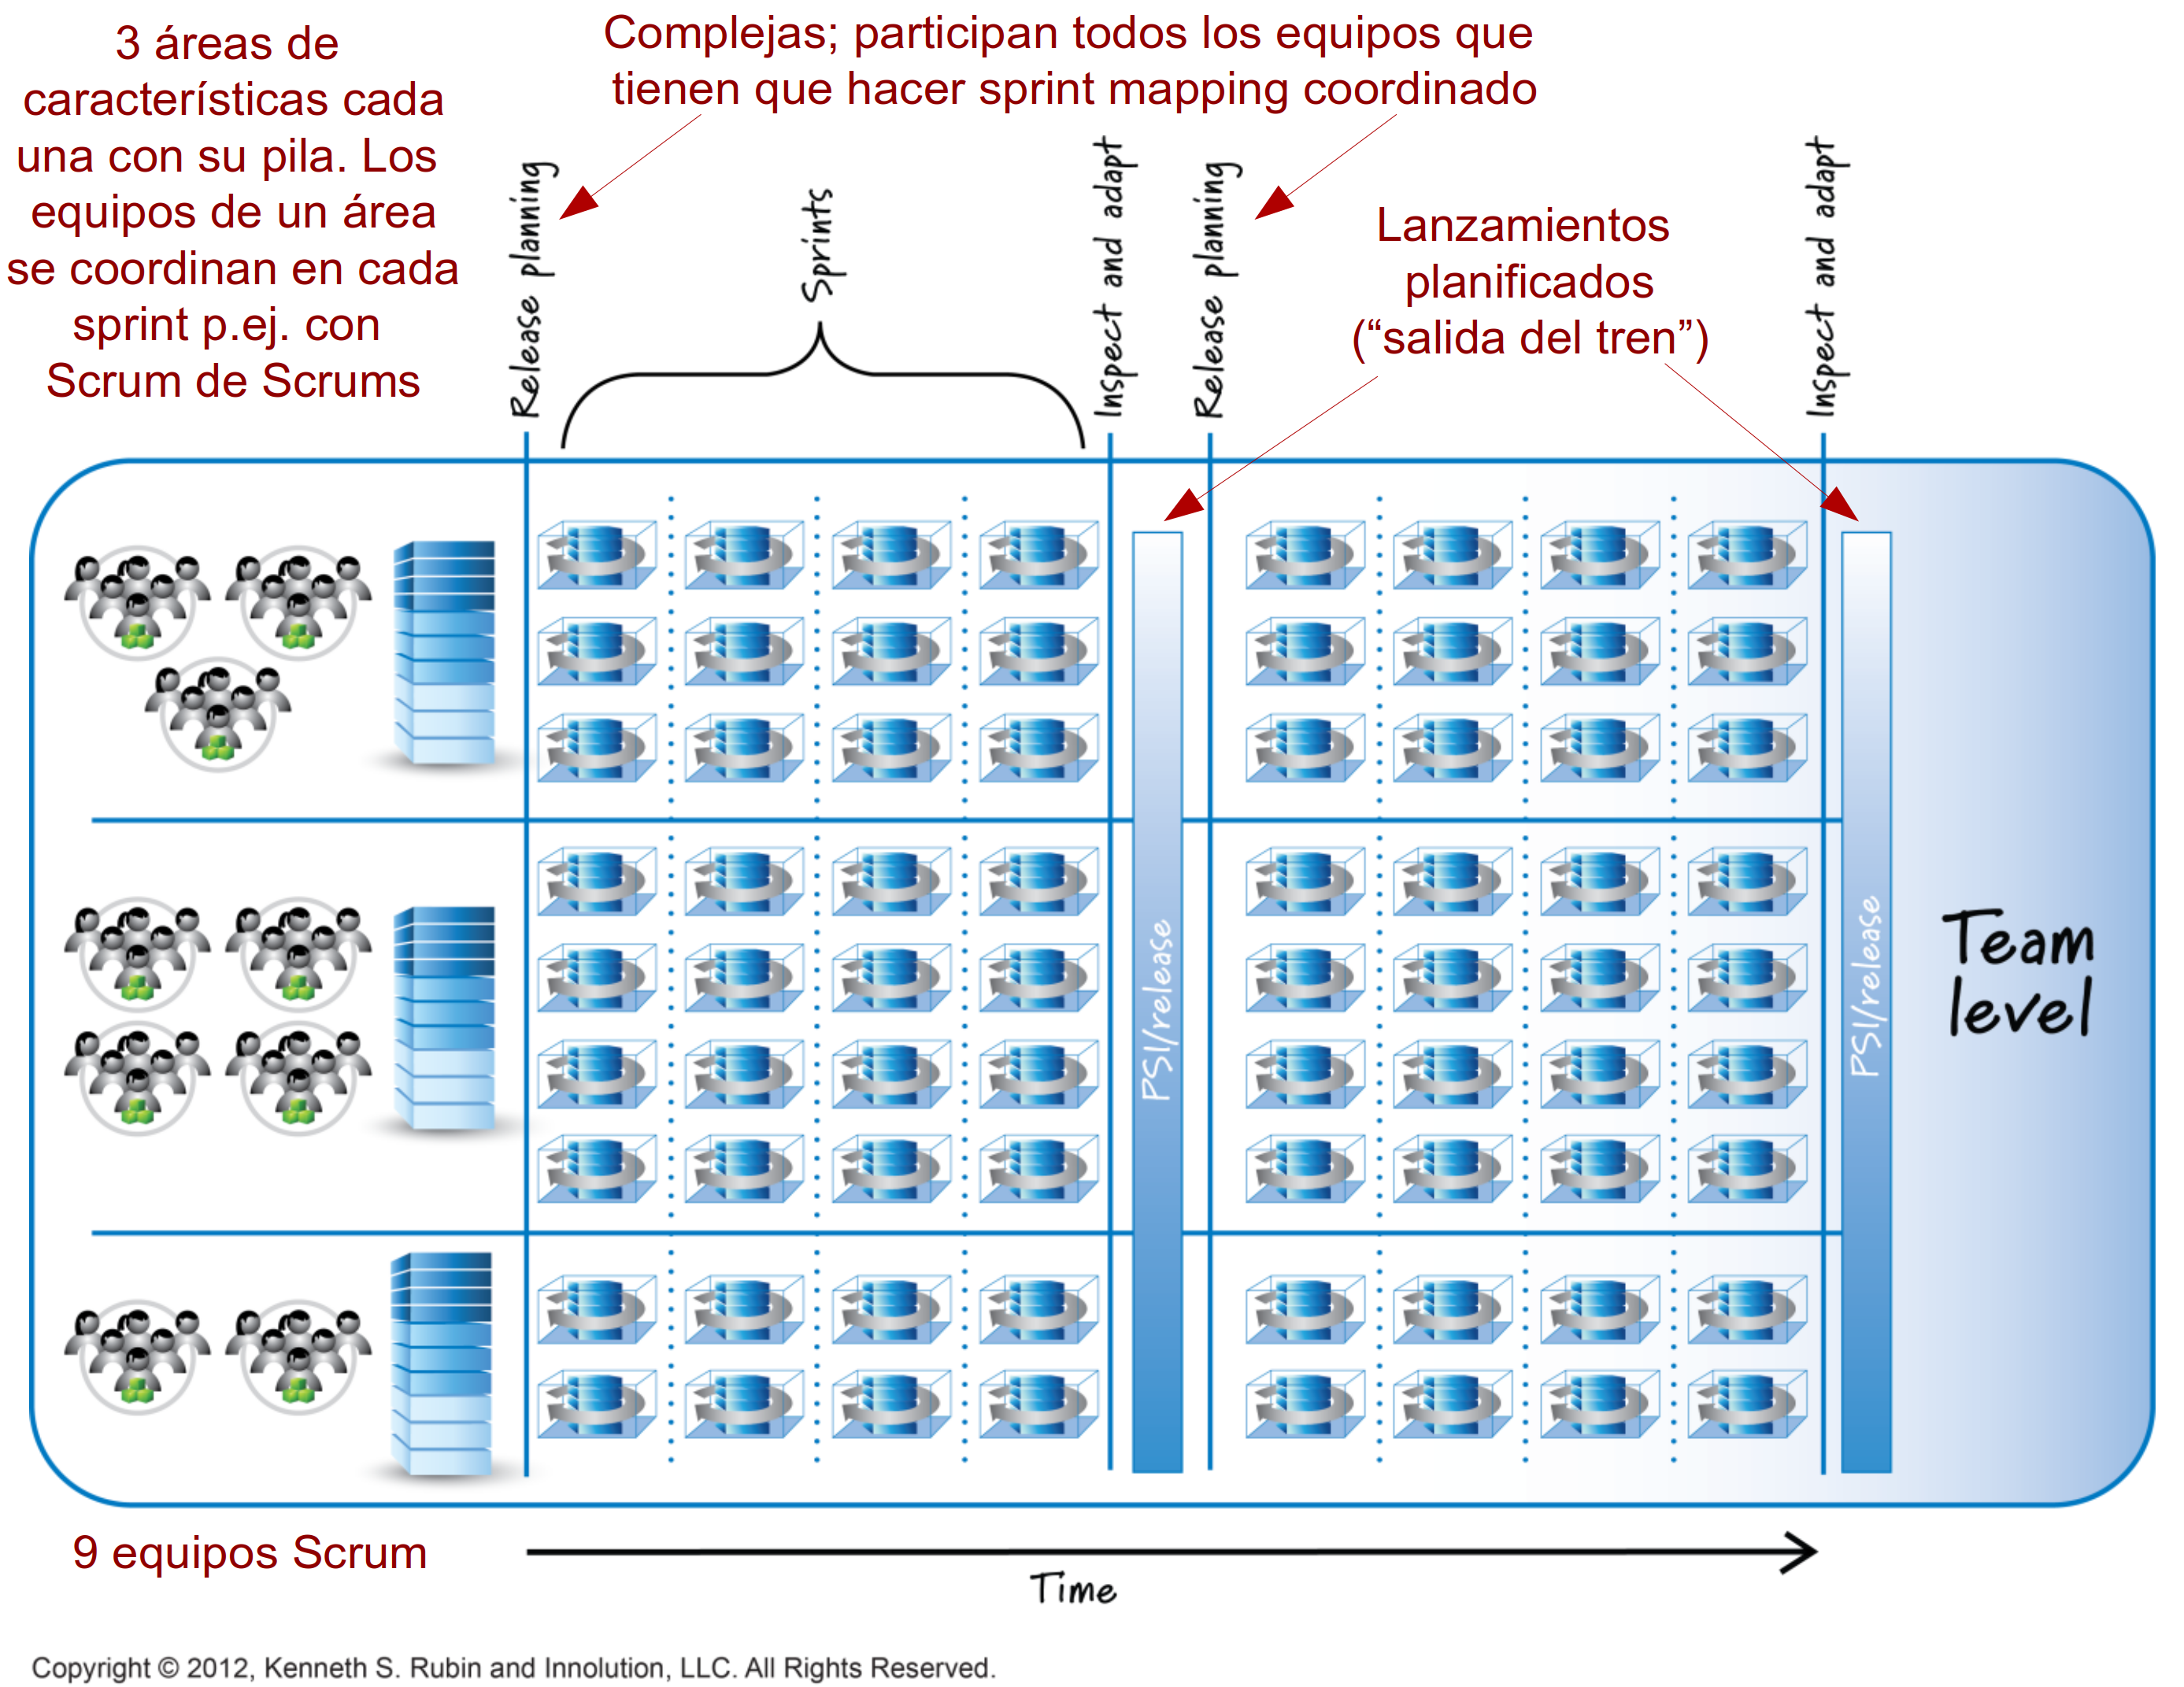 3 áreas de
características cada
una con su pila. Los
equipos de un área
se coordinan en cada
sprint p.ej. con
Scrum de Scrums
Complejas; participan todos los equipos que
tienen que hacer sprint mapping coordinado
Release planning
Sprints
Inspect and adapt
Release planning
Lanzamientos
planificados
(“salida del tren”)
Inspect and adapt
PSI/release
PSI/release
Team
level
9 equipos Scrum
Time
Copyright © 2012, Kenneth S. Rubin and Innolution, LLC. All Rights Reserved.